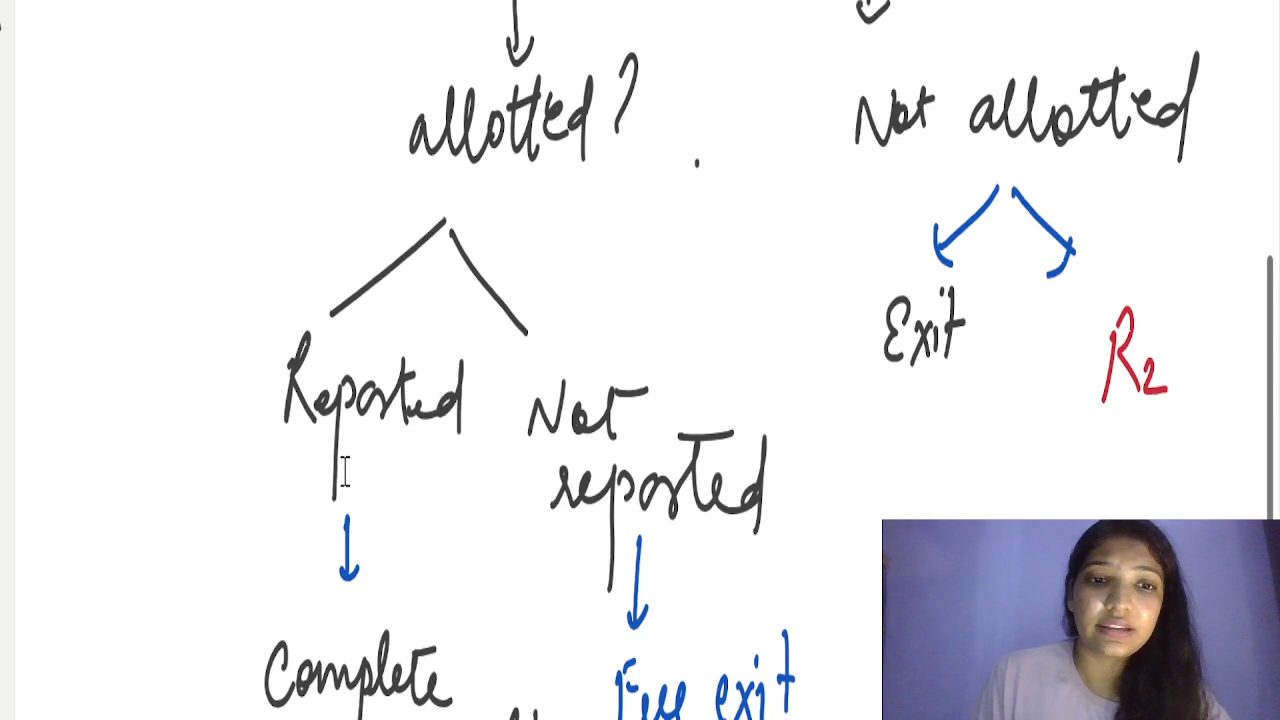 allotted?
Not allotted
Exit
R2
Reported
Not
reported
Complete
Free exit